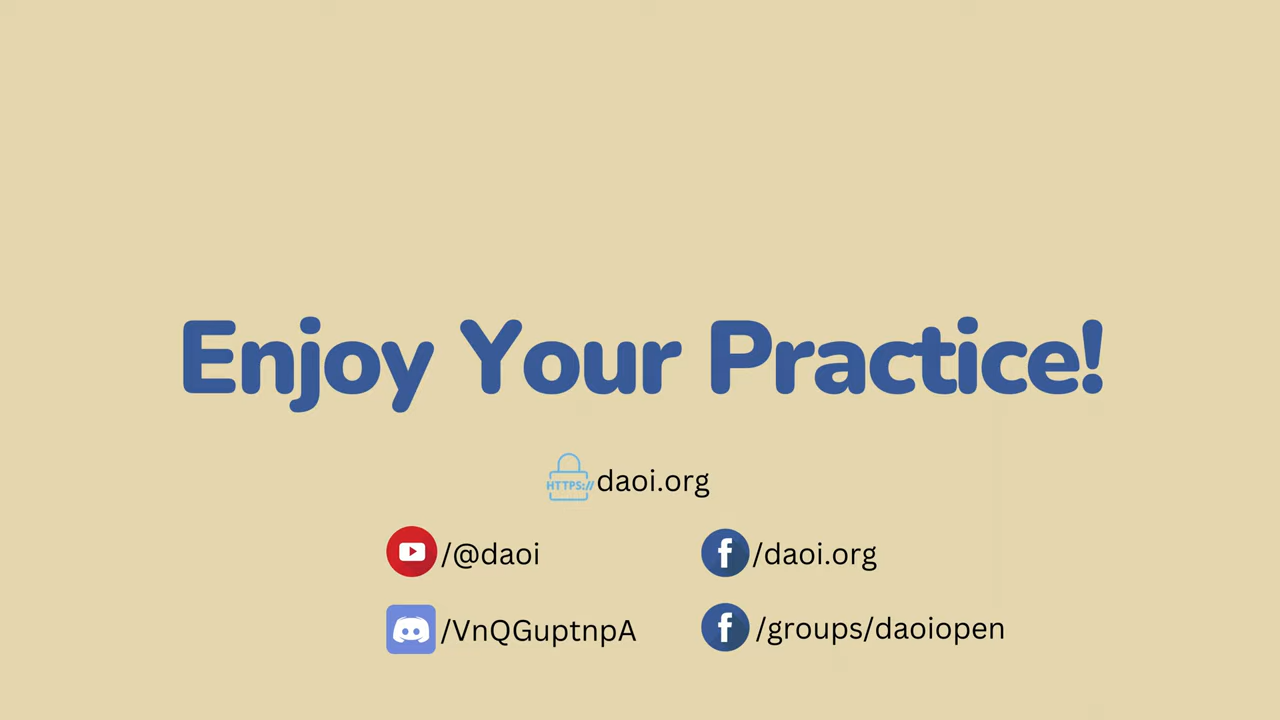 Enjoy Your Practice!
HTTPS:// daoi.org
/@daoi
/daoi.org
/VnQGuptnpA
/groups/daoiopen